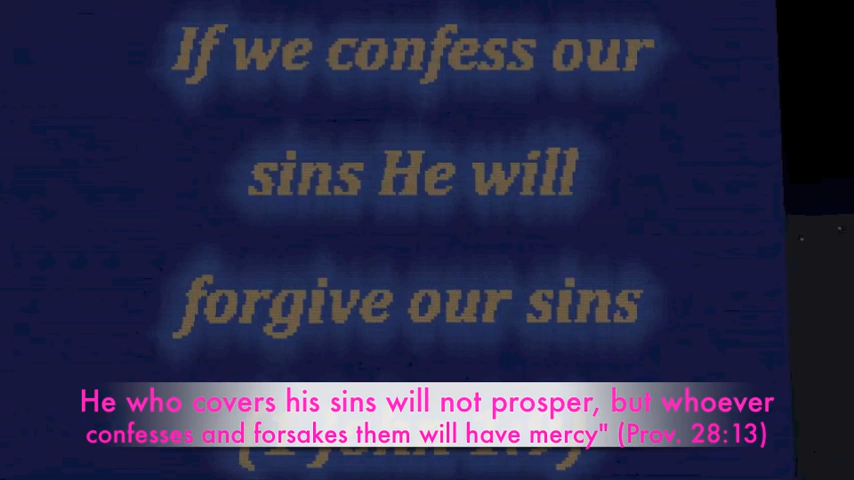 If we confess our
sins He will
forgive our sins
He who covers his sins will not prosper, but whoever
confesses and forsakes them will have mercy" (Prov. 28:13)